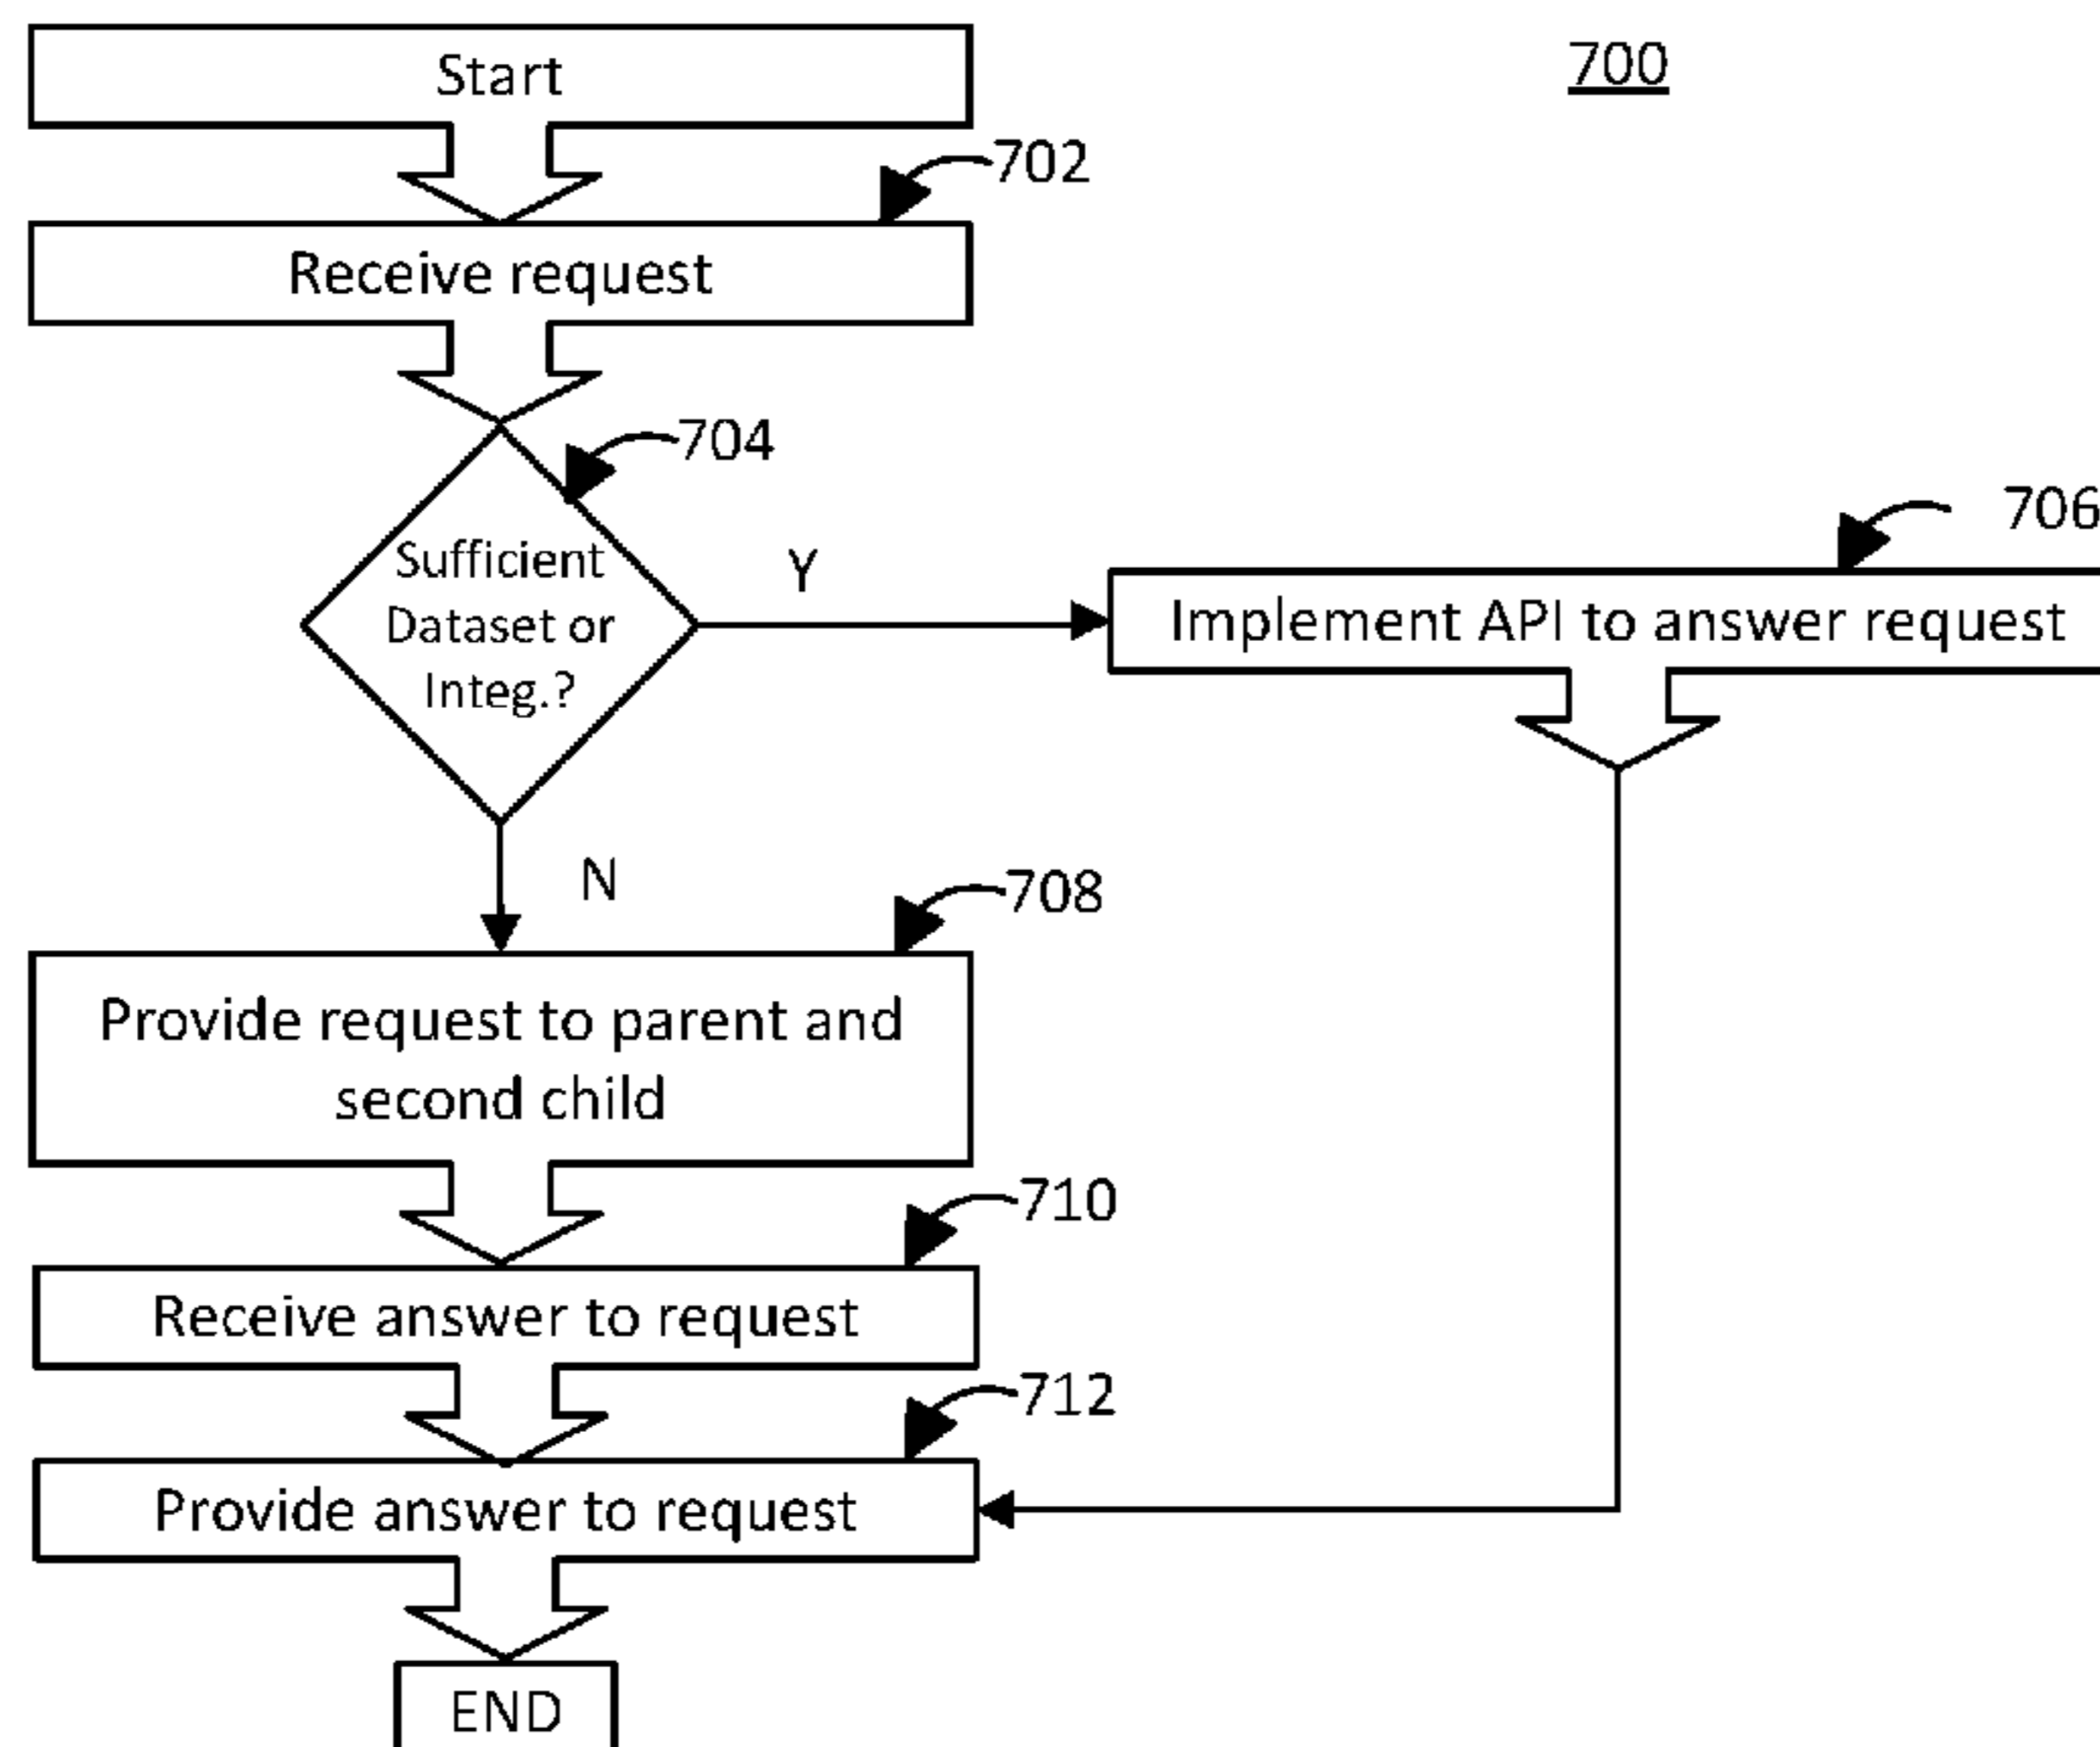 Start
700
702
Receive request
704
Sufficient
Dataset or
Integ.?
Y
706
Implement API to answer request
N
708
Provide request to parent and
second child
710
Receive answer to request
712
Provide answer to request
END